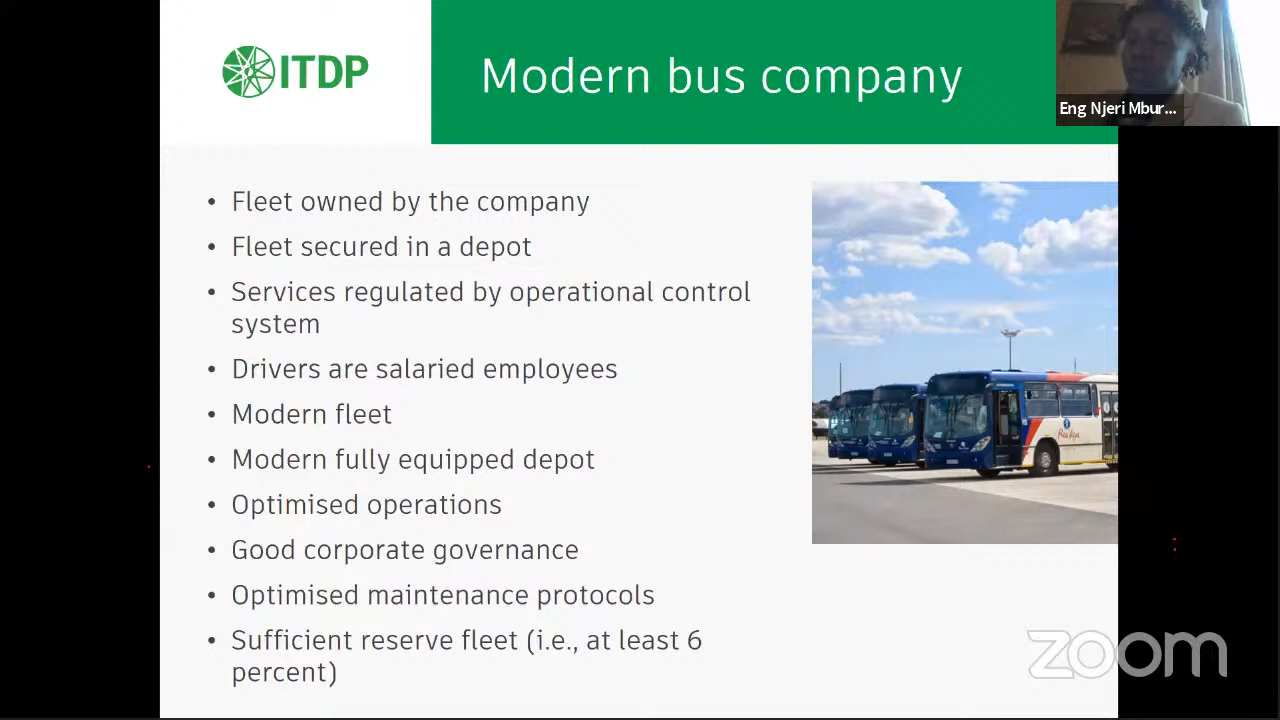 ITDP
Modern bus company
Eng Njeri Mbur...
• Fleet owned by the company
• Fleet secured in a depot
• Services regulated by operational control
system
• Drivers are salaried employees
• Modern fleet
• Modern fully equipped depot
• Optimised operations
• Good corporate governance
• Optimised maintenance protocols
• Sufficient reserve fleet (i.e., at least 6
percent)
Rea Vaya
zoom